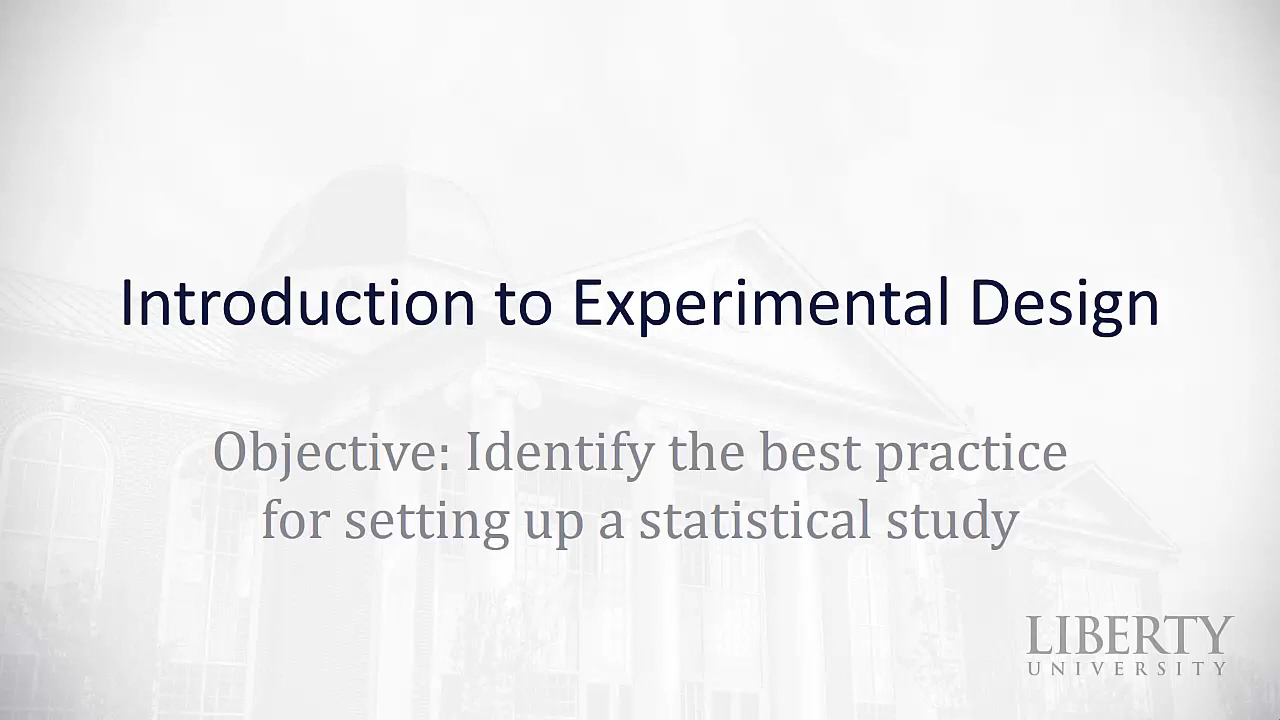 Introduction to Experimental Design
Objective: Identify the best practice
for setting up a statistical study
LIBERTY
UNIVERSITY